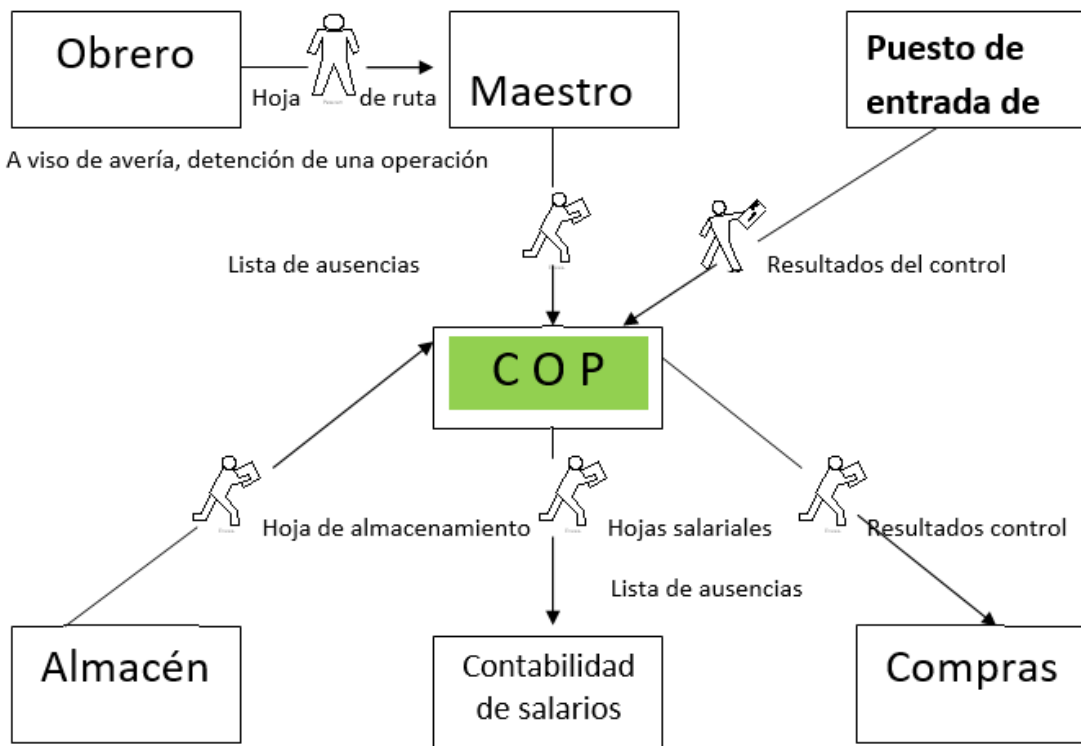 Obrero
Maestro
Puesto de
entrada de
Hoja de ruta
A viso de avería, detención de una operación
Lista de ausencias
Resultados del control
C O P
Hoja de almacenamiento
Hojas salariales
Resultados control
Lista de ausencias
Almacén
Contabilidad
de salarios
Compras